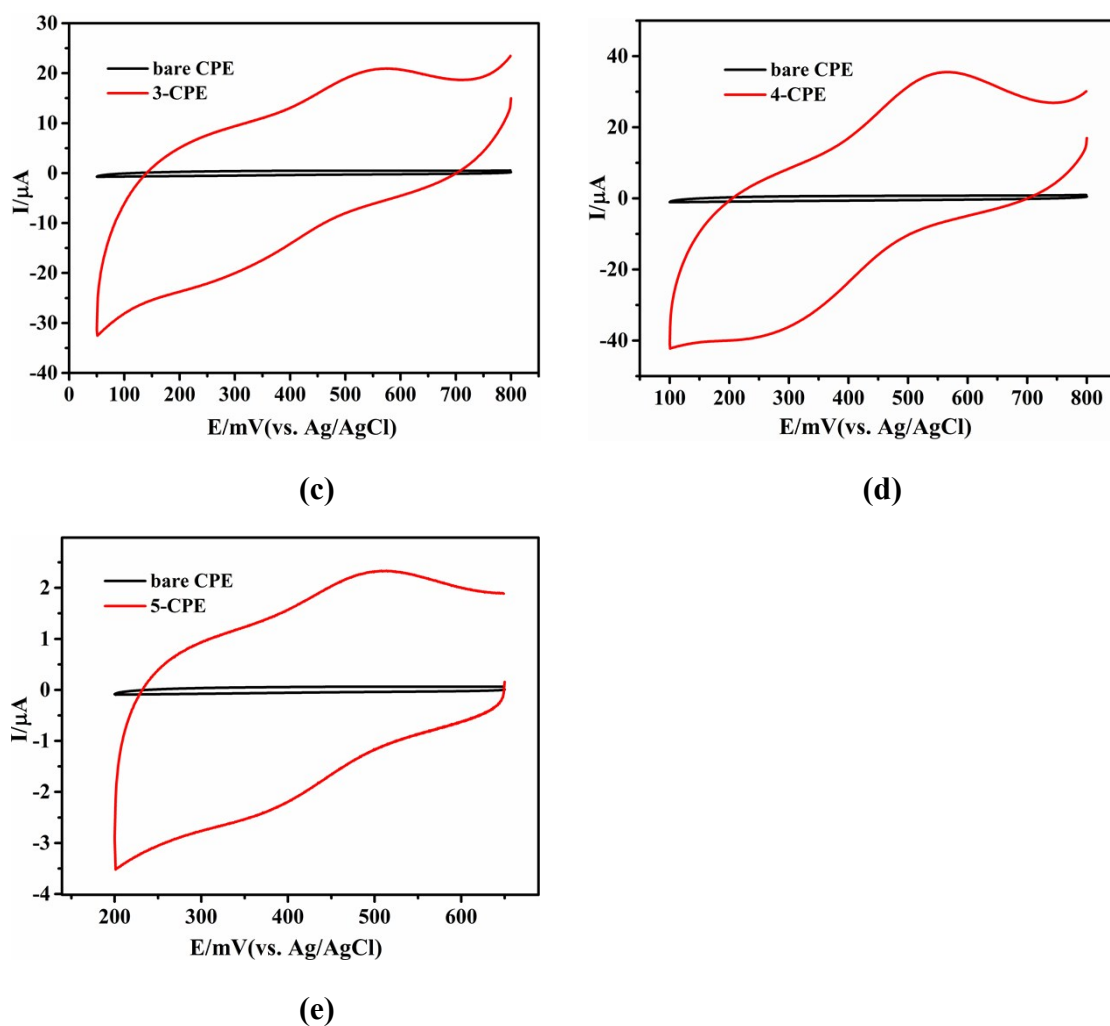 30
20
10
0
-10
-20
-30
-40
I/μA
bare CPE
3-CPE
0 100 200 300 400 500 600 700 800
E/mV(vs. Ag/AgCl)
(c)
40
20
0
-20
-40
I/μA
bare CPE
4-CPE
100 200 300 400 500 600 700 800
E/mV(vs. Ag/AgCl)
(d)
2
1
0
-1
-2
-3
-4
I/μA
bare CPE
5-CPE
200 300 400 500 600
E/mV(vs. Ag/AgCl)
(e)